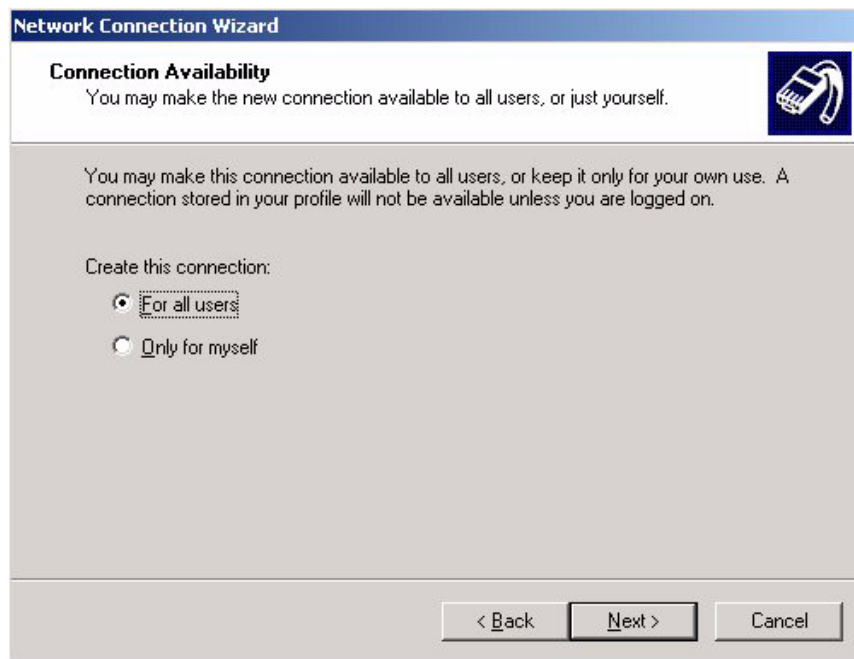 Network Connection Wizard
Connection Availability
You may make the new connection available to all users, or just yourself.
You may make this connection available to all users, or keep it only for your own use.  A
connection stored in your profile will not be available unless you are logged on.
Create this connection:
For all users
Only for myself
< Back
Next >
Cancel